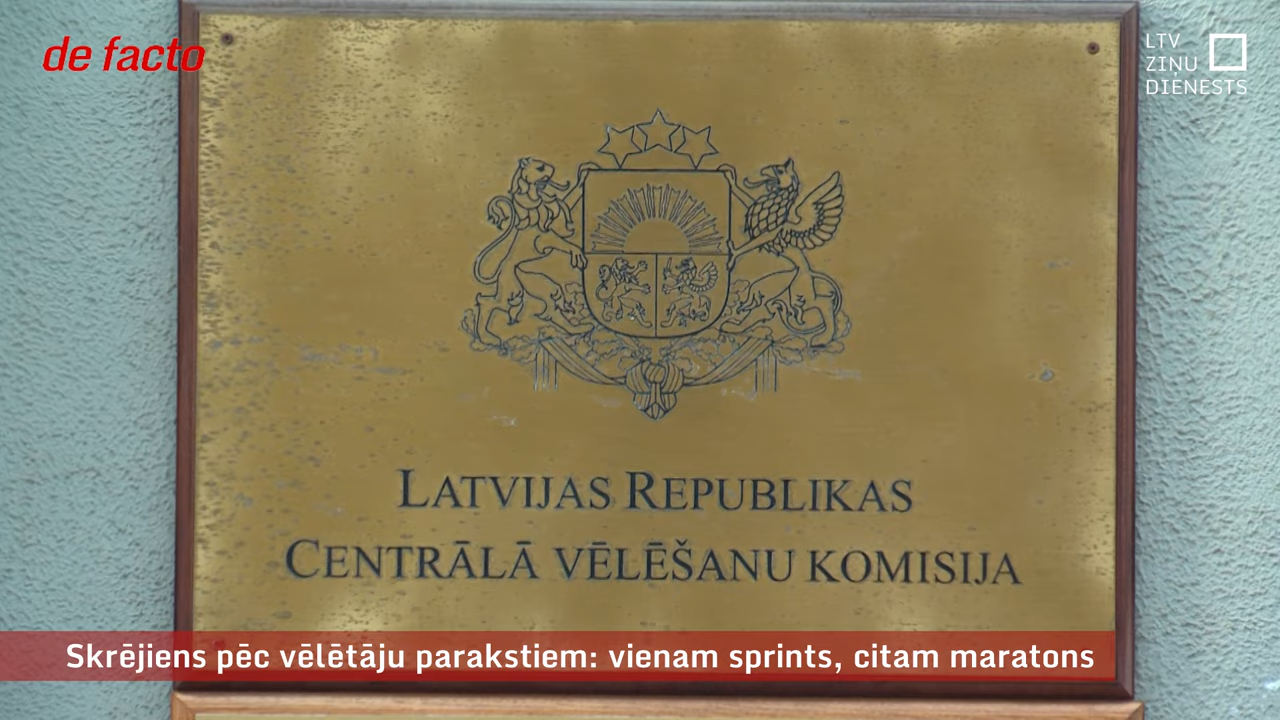 de facto
LTV
ZIŅU
DIENESTS
LATVIJAS REPUBLIKAS
CENTRĀLĀ VĒLĒŠANU KOMISIJA
Skrējiens pēc vēlētāju parakstiem: vienam sprints, citam maratons